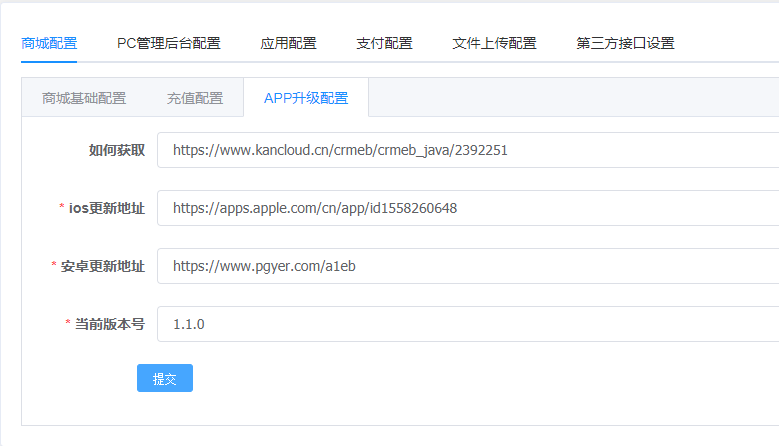 商城配置 PC管理后台配置 应用配置 支付配置 文件上传配置 第三方接口设置
商城基础配置 充值配置 APP升级配置
如何获取 https://www.kancloud.cn/crmeb/crmeb_java/2392251
* ios更新地址 https://apps.apple.com/cn/app/id1558260648
* 安卓更新地址 https://www.pgyer.com/a1eb
* 当前版本号 1.1.0
提交